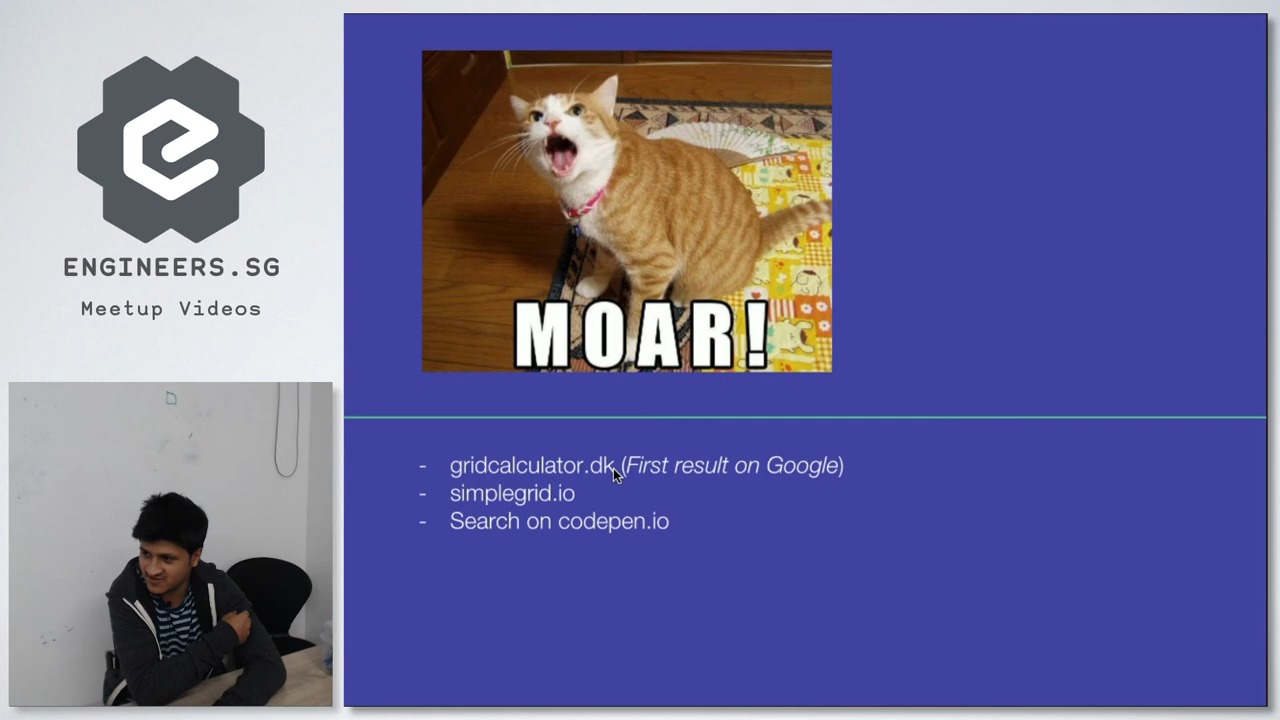 ENGINEERS.SG
Meetup Videos
MOAR!
- gridcalculator.dk (First result on Google)
- simplegrid.io
- Search on codepen.io